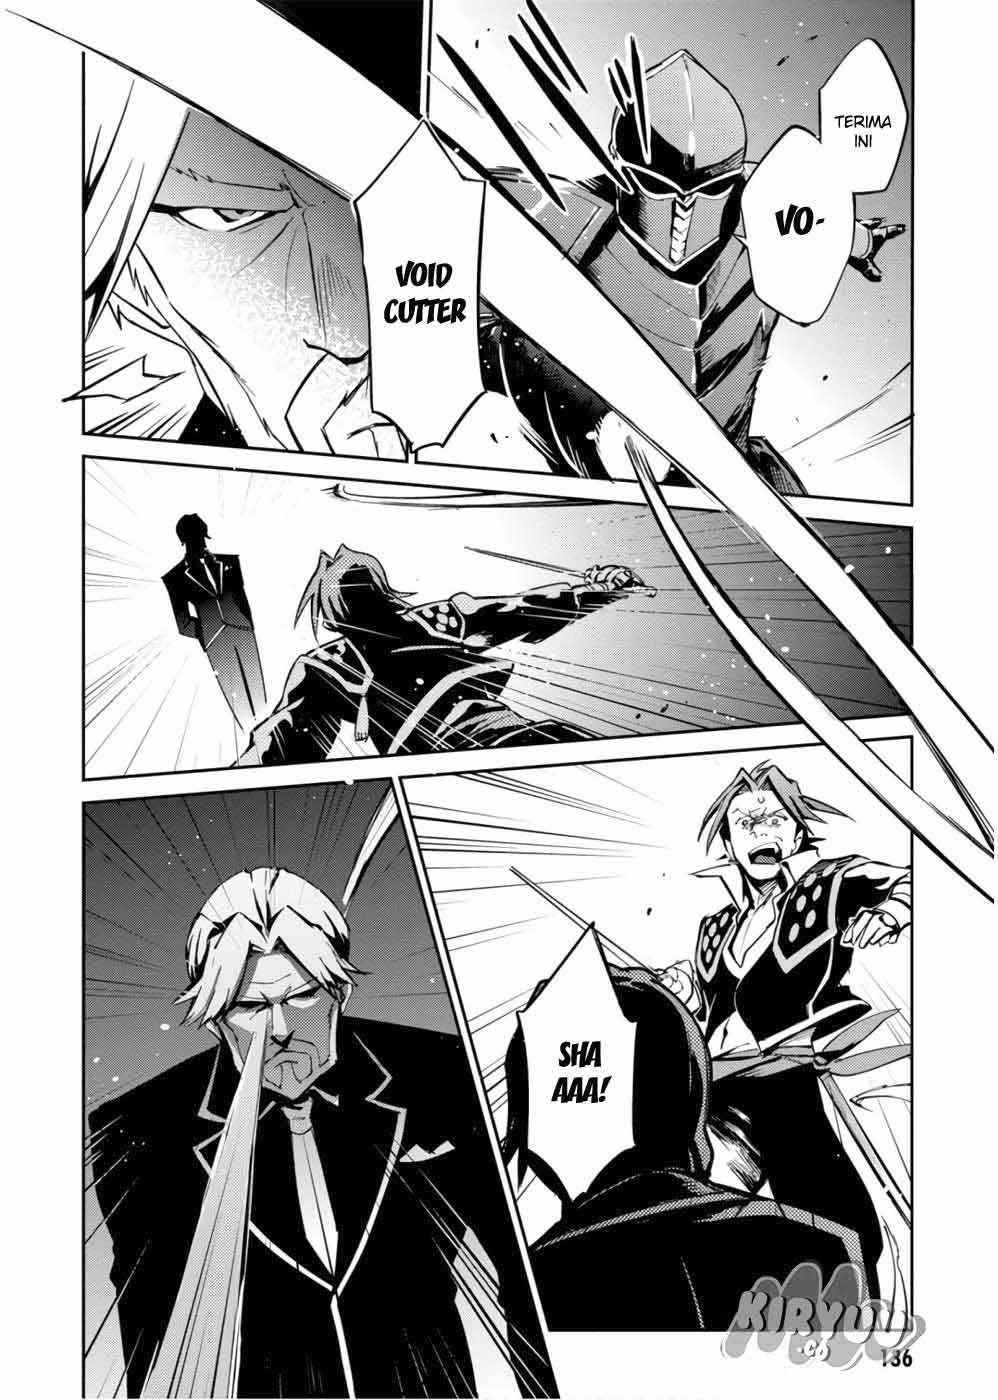 TERIMA
INI
VO-
VOID
CUTTER
SHA
AAA!
KIRYUU
.CO
136